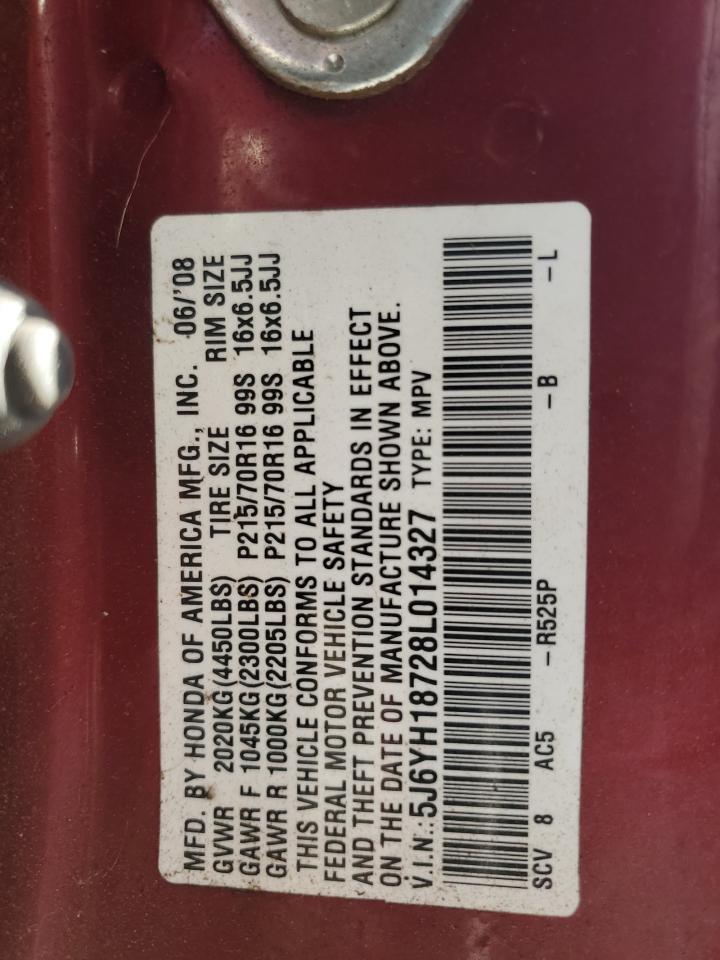 MFD. BY HONDA OF AMERICA MFG., INC. 06/'08
GVWR 2020KG(4450LBS) TIRE SIZE RIM SIZE
GAWR F 1045KG(2300LBS) P215/70R16 99S 16x6.5JJ
GAWR R 1000KG(2205LBS) P215/70R16 99S 16x6.5JJ
THIS VEHICLE CONFORMS TO ALL APPLICABLE
FEDERAL MOTOR VEHICLE SAFETY
AND THEFT PREVENTION STANDARDS IN EFFECT
ON THE DATE OF MANUFACTURE SHOWN ABOVE.
V.I.N.:5J6YH18728L014327 TYPE: MPV
SCV 8 AC5 -R525P -B -L